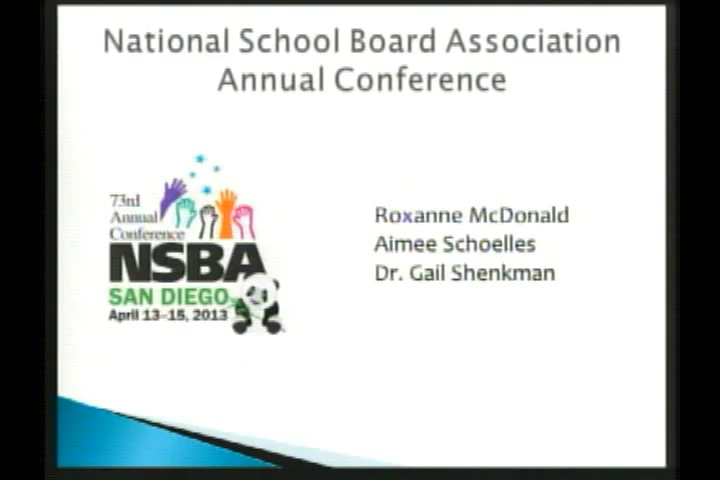 National School Board Association
Annual Conference
73rd
Annual
Conference
NSBA
SAN DIEGO
April 13-15, 2013
Roxanne McDonald
Aimee Schoelles
Dr. Gail Shenkman